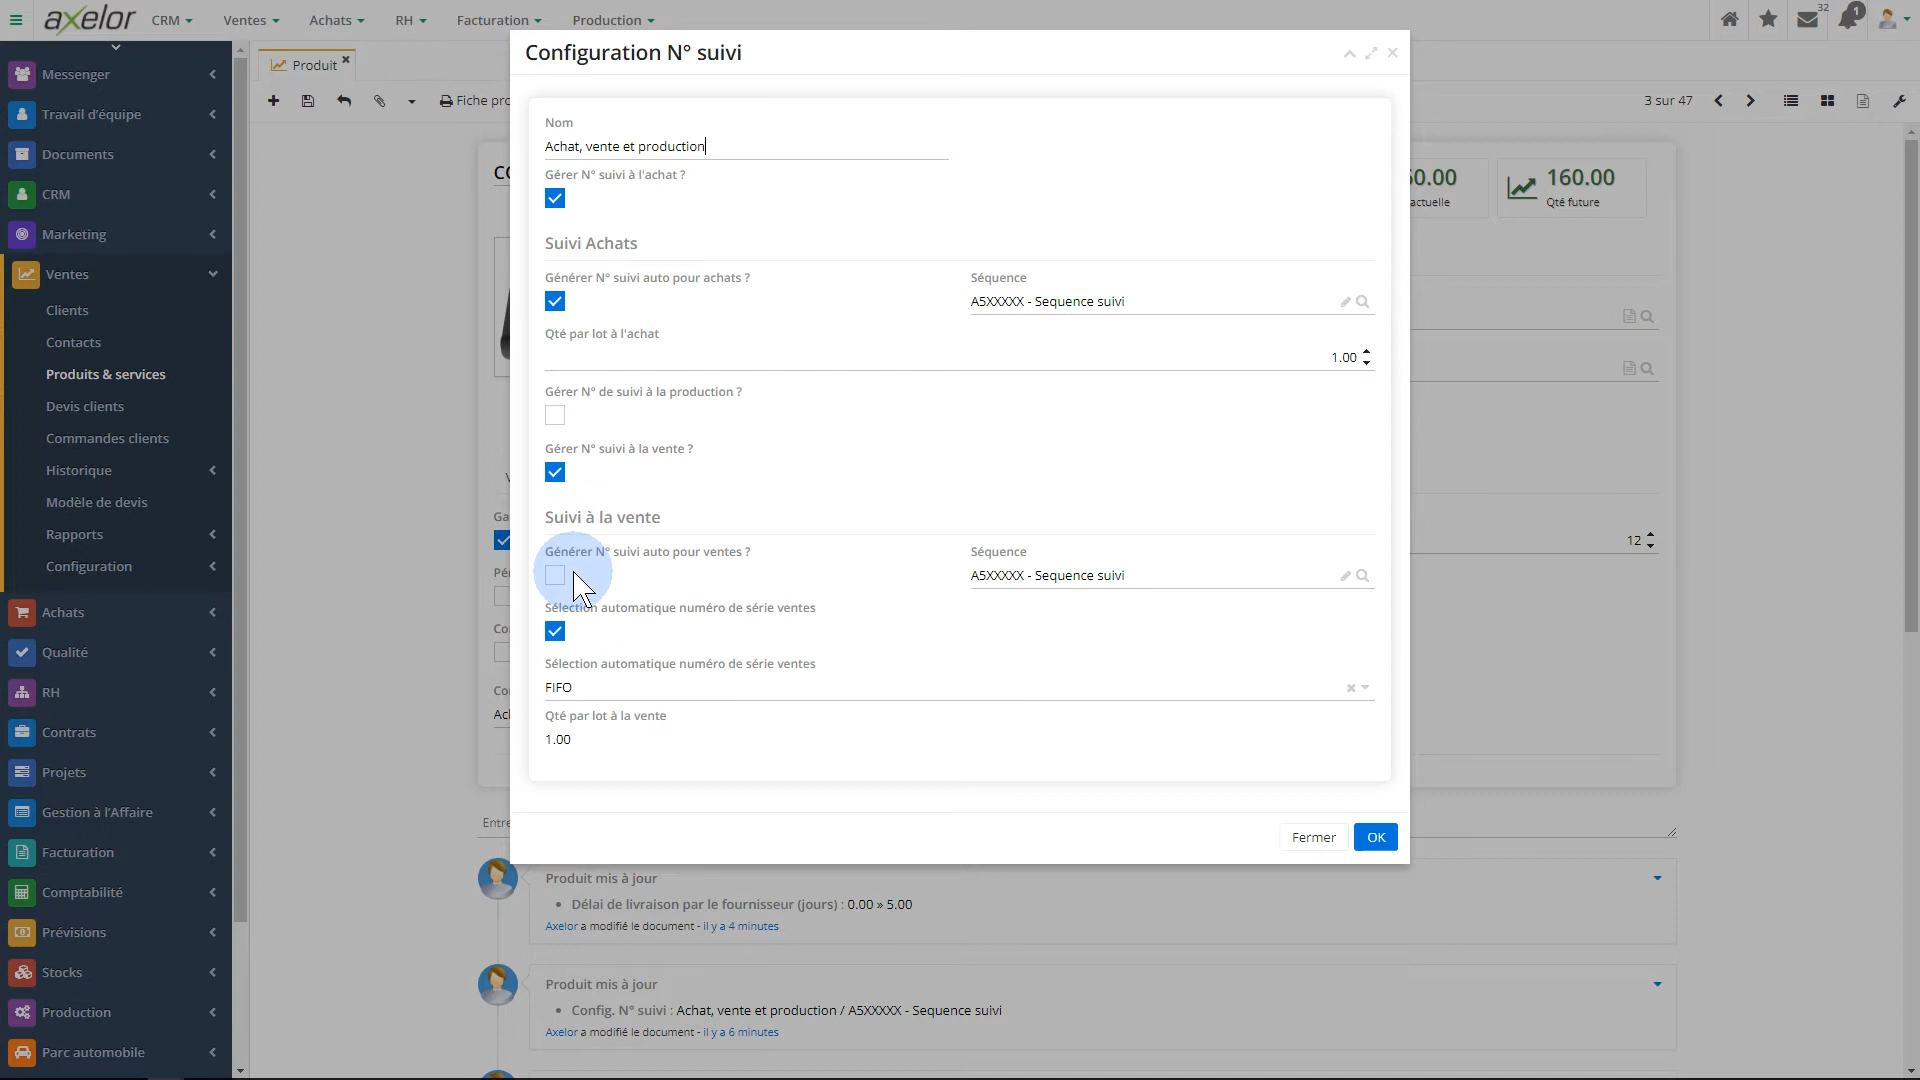 axelor
CRM
Ventes
Achats
RH
Facturation
Production
32
1
Messenger
Travail d'équipe
Documents
CRM
Marketing
Ventes
Clients
Contacts
Produits & services
Devis clients
Commandes clients
Historique
Modèle de devis
Rapports
Configuration
Achats
Qualité
RH
Contrats
Projets
Gestion à l'Affaire
Facturation
Comptabilité
Prévisions
Stocks
Production
Parc automobile
Produit
Fiche pro
3 sur 47
Configuration N° suivi
Nom
Achat, vente et production
Gérer N° suivi à l'achat ?
Suivi Achats
Générer N° suivi auto pour achats ?
Séquence
A5XXXXX - Sequence suivi
Qté par lot à l'achat
1.00
Gérer N° de suivi à la production ?
Gérer N° suivi à la vente ?
Suivi à la vente
Générer N° suivi auto pour ventes ?
Séquence
A5XXXXX - Sequence suivi
Sélection automatique numéro de série ventes
Sélection automatique numéro de série ventes
FIFO
Qté par lot à la vente
1.00
Fermer
OK
0.00
actuelle
160.00
Qté future
12
Ga
Pé
Co
Co
Ac
Entre
Produit mis à jour
• Délai de livraison par le fournisseur (jours) : 0.00 » 5.00
Axelor a modifié le document - il y a 4 minutes
Produit mis à jour
• Config. N° suivi : Achat, vente et production / A5XXXXX - Sequence suivi
Axelor a modifié le document - il y a 6 minutes